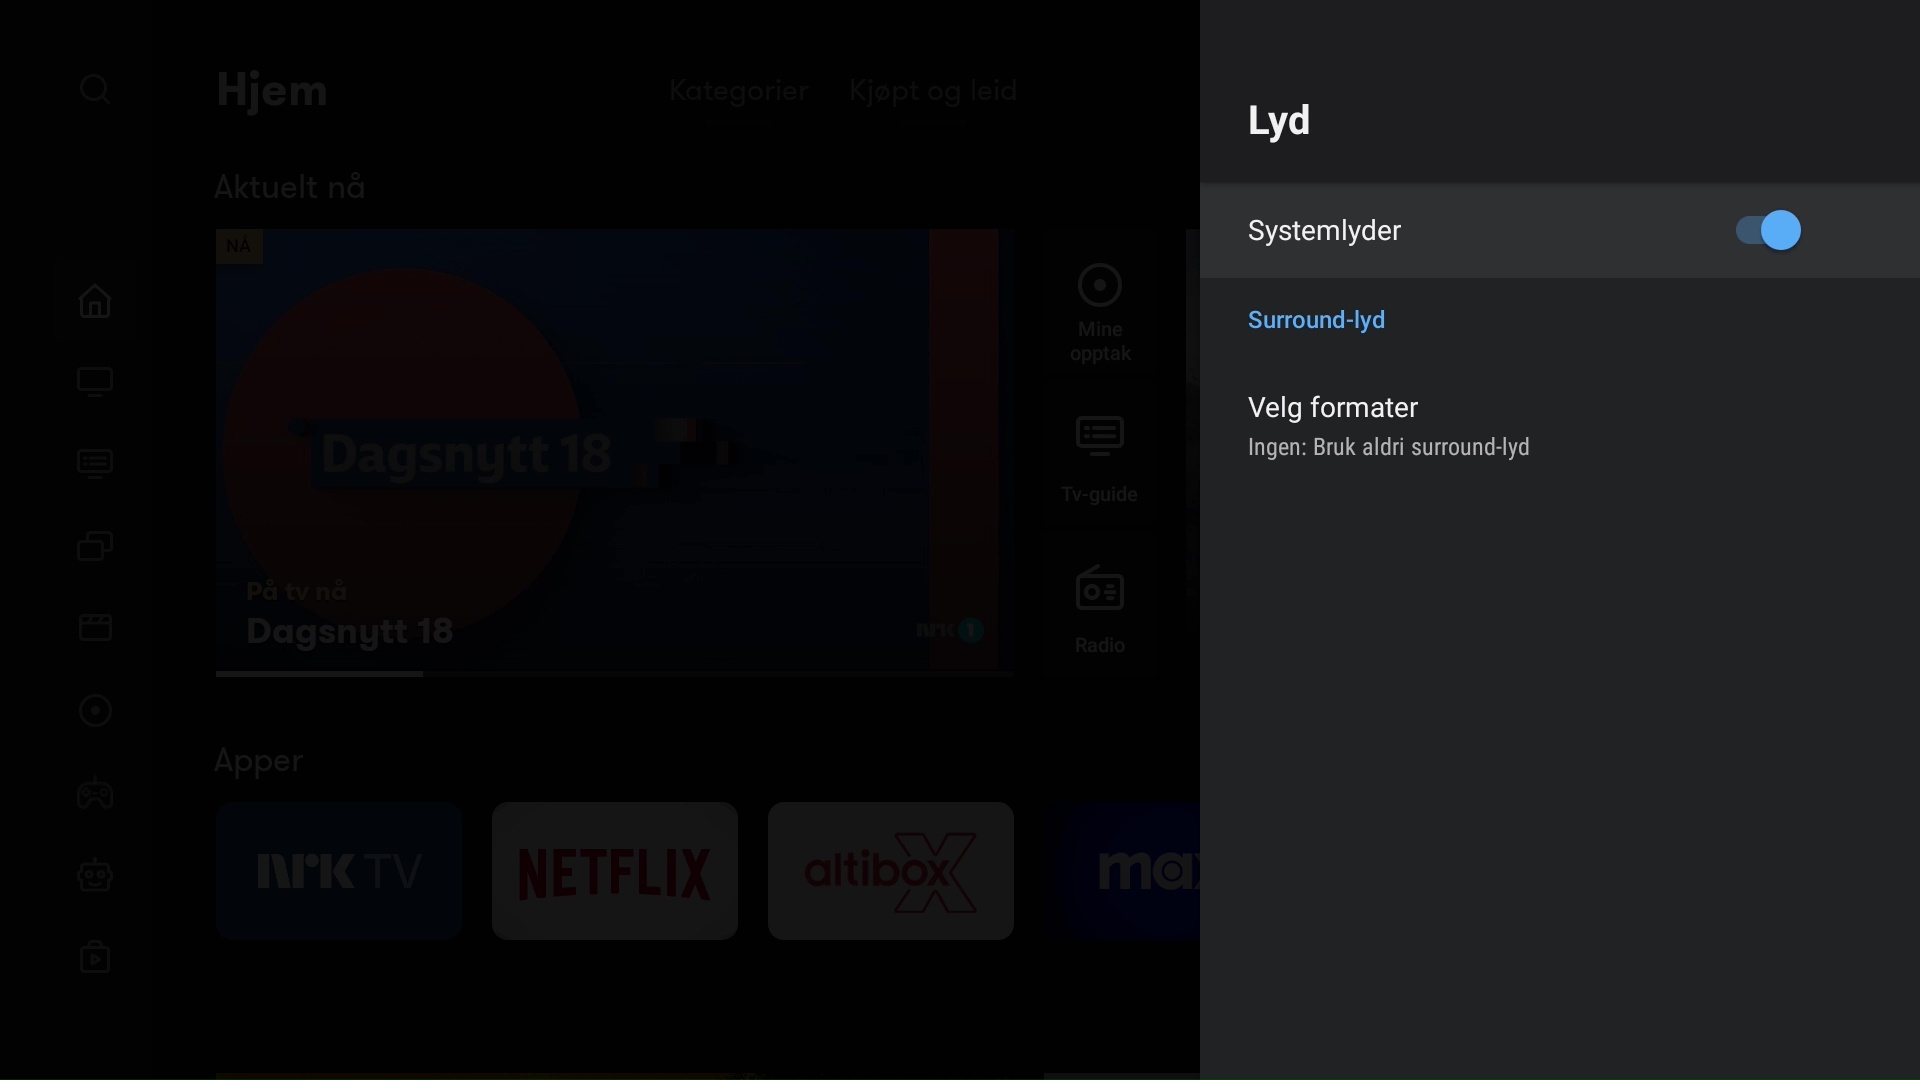 Hjem
Kategorier
Kjøpt og leid
Aktuelt nå
NÅ
Dagsnytt 18
På tv nå
Dagsnytt 18
nrk 1
Mine
opptak
Tv-guide
Radio
Apper
NRK TV
NETFLIX
altibox X
max
Lyd
Systemlyder
Surround-lyd
Velg formater
Ingen: Bruk aldri surround-lyd